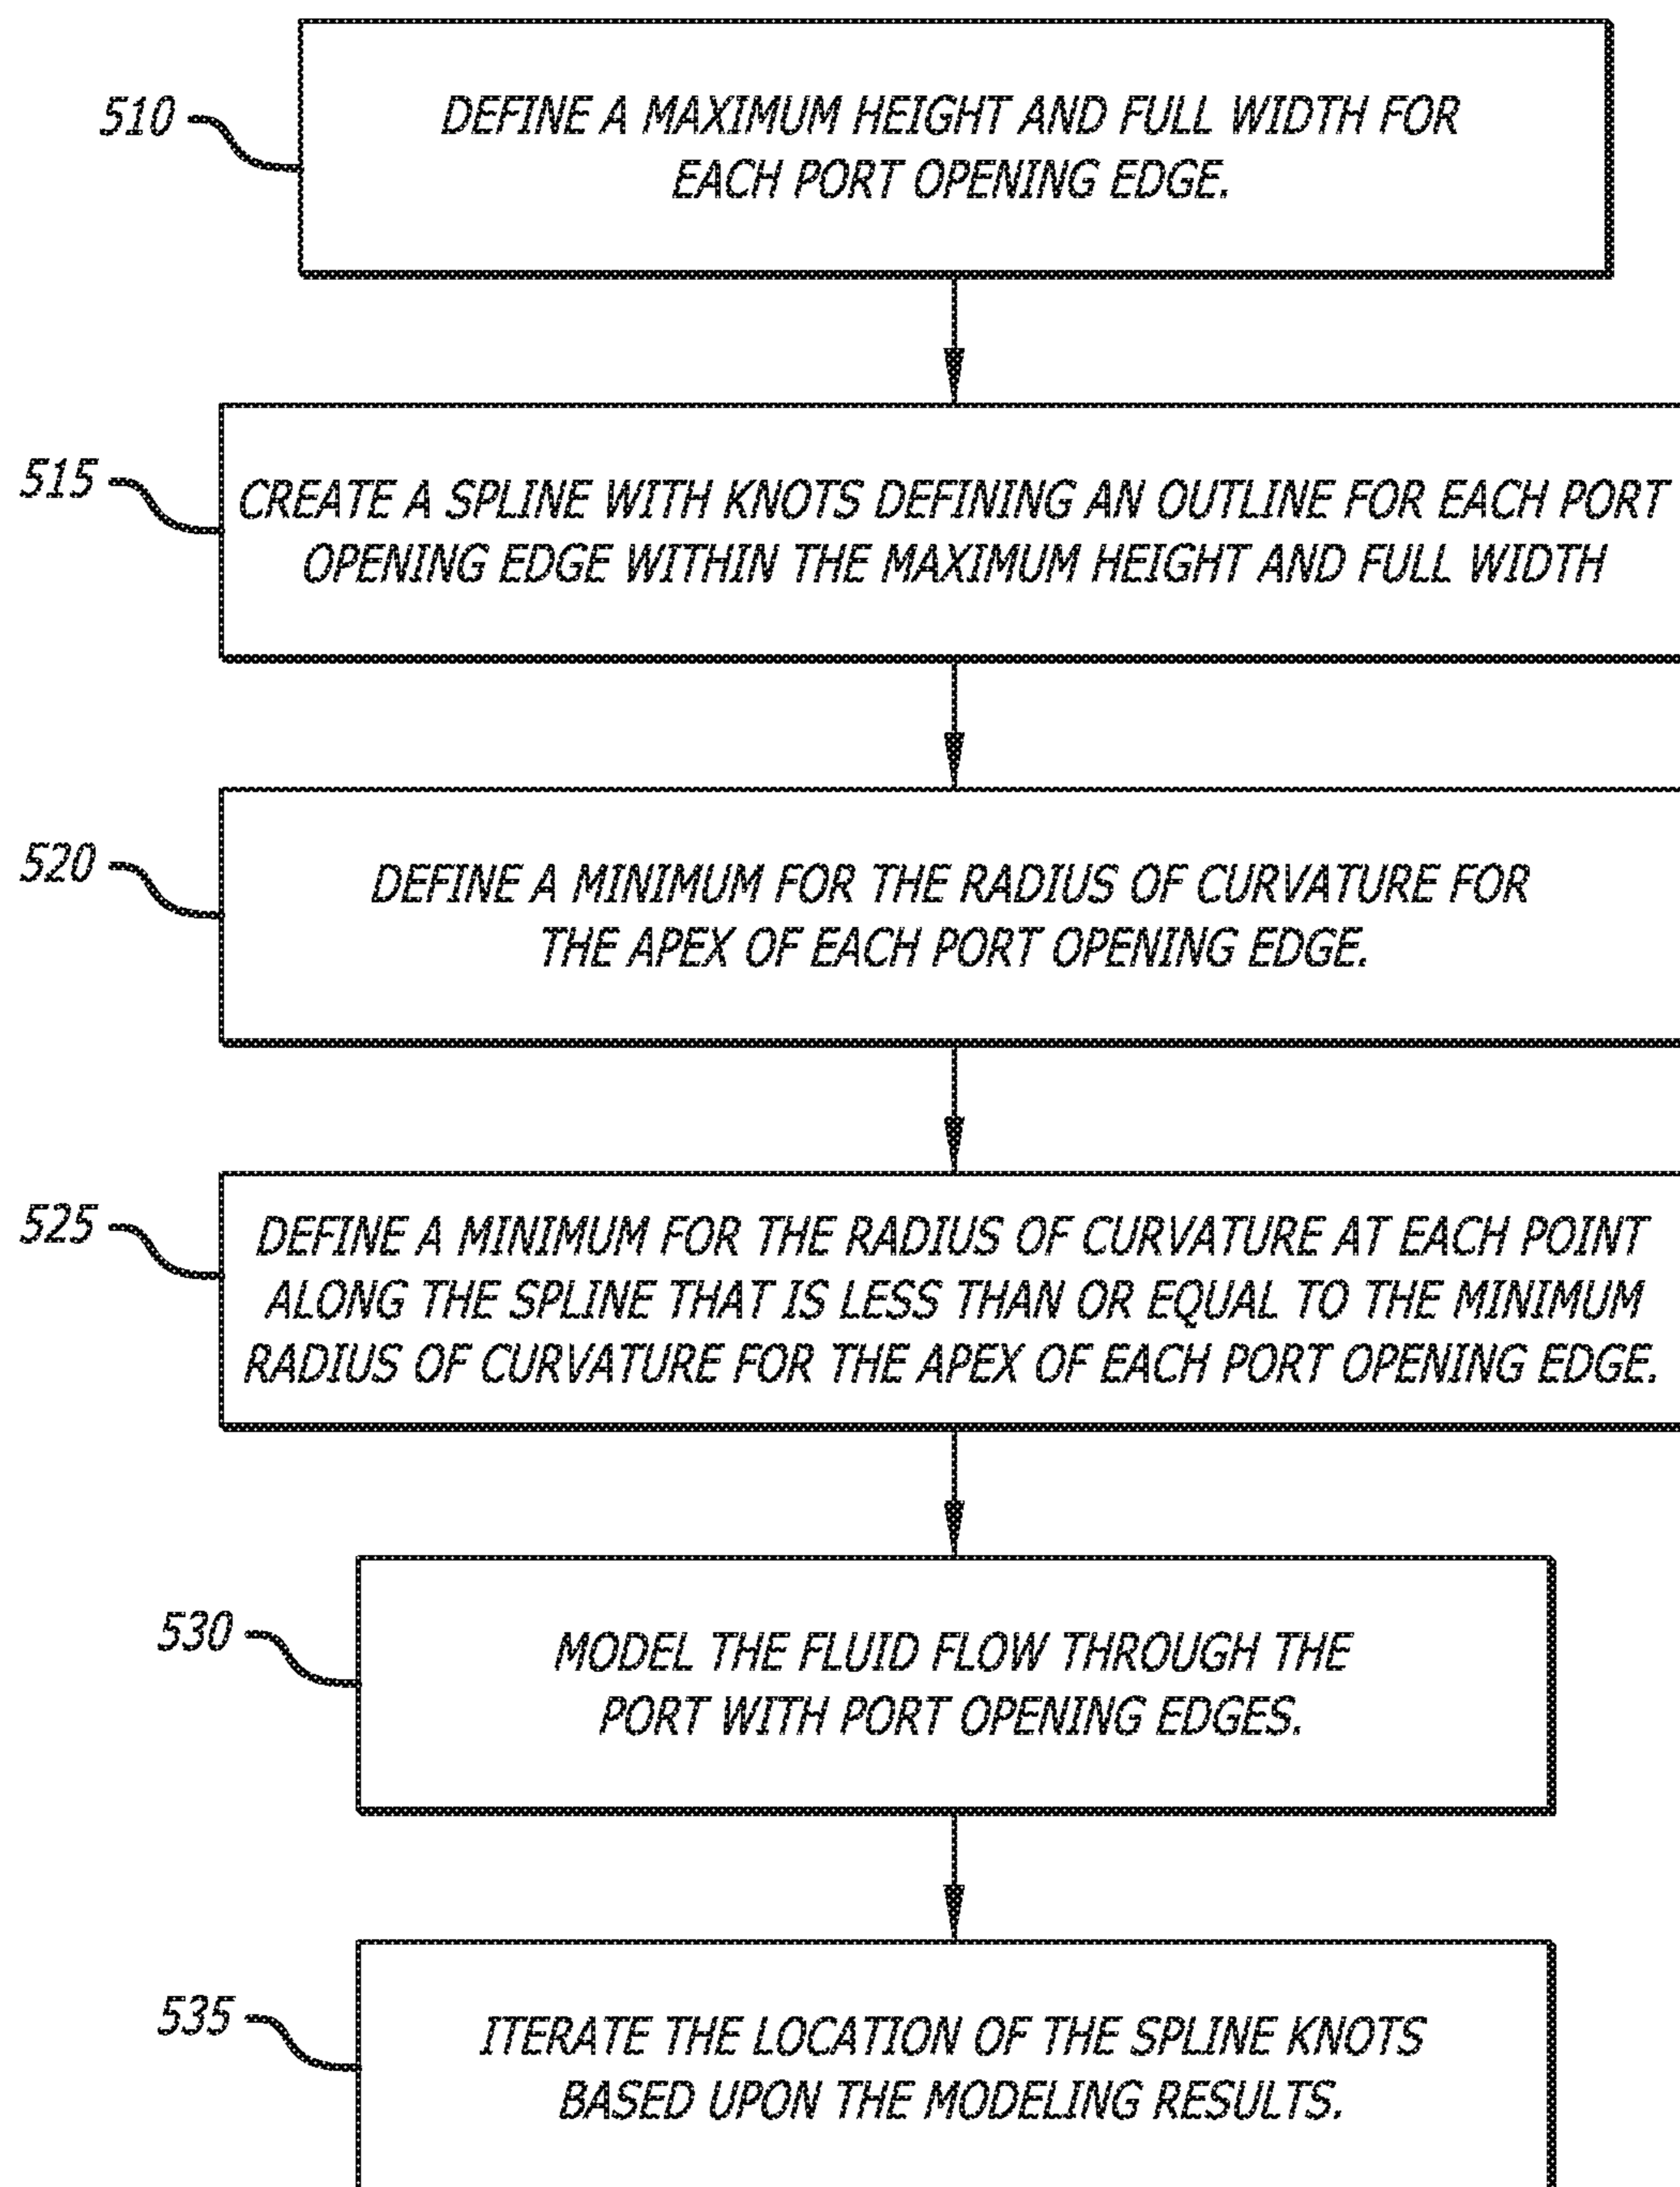 510
DEFINE A MAXIMUM HEIGHT AND FULL WIDTH FOR
EACH PORT OPENING EDGE.
515
CREATE A SPLINE WITH KNOTS DEFINING AN OUTLINE FOR EACH PORT
OPENING EDGE WITHIN THE MAXIMUM HEIGHT AND FULL WIDTH
520
DEFINE A MINIMUM FOR THE RADIUS OF CURVATURE FOR
THE APEX OF EACH PORT OPENING EDGE.
525
DEFINE A MINIMUM FOR THE RADIUS OF CURVATURE AT EACH POINT
ALONG THE SPLINE THAT IS LESS THAN OR EQUAL TO THE MINIMUM
RADIUS OF CURVATURE FOR THE APEX OF EACH PORT OPENING EDGE.
530
MODEL THE FLUID FLOW THROUGH THE
PORT WITH PORT OPENING EDGES.
535
ITERATE THE LOCATION OF THE SPLINE KNOTS
BASED UPON THE MODELING RESULTS.